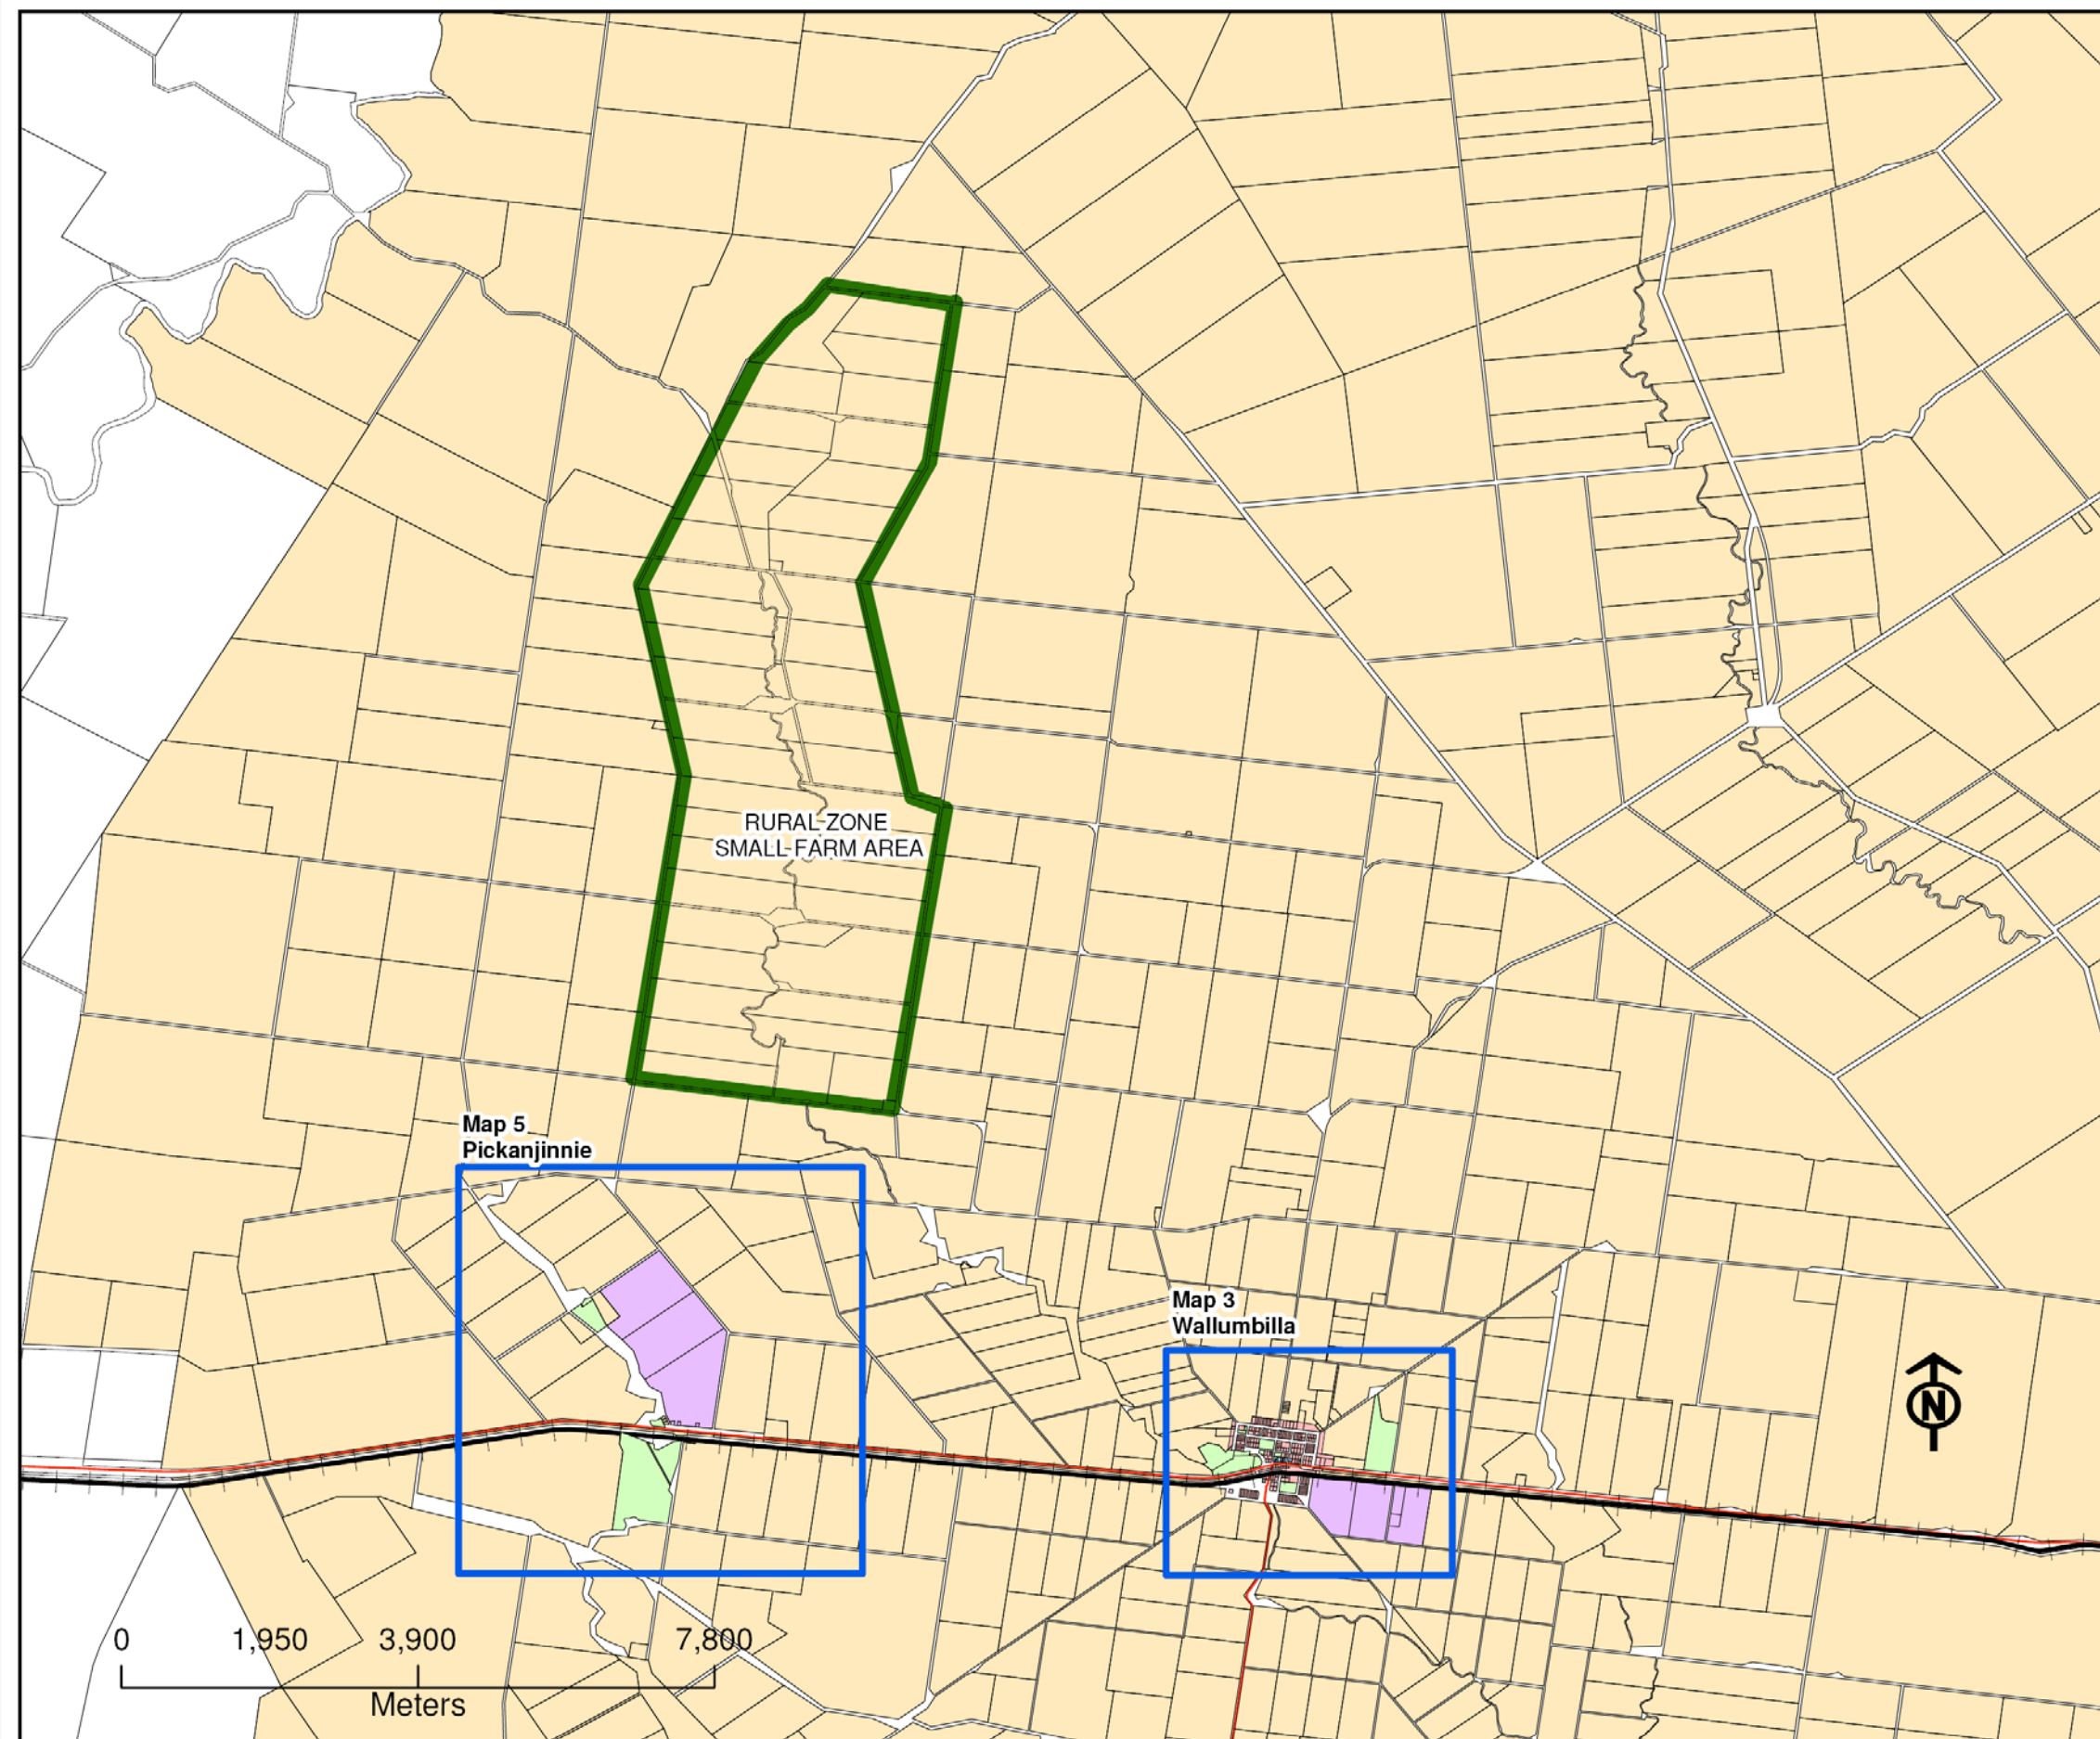 RURAL ZONE
SMALL FARM AREA
Map 5
Pickanjinnie
Map 3
Wallumbilla
N
0 1,950 3,900 7,800
Meters